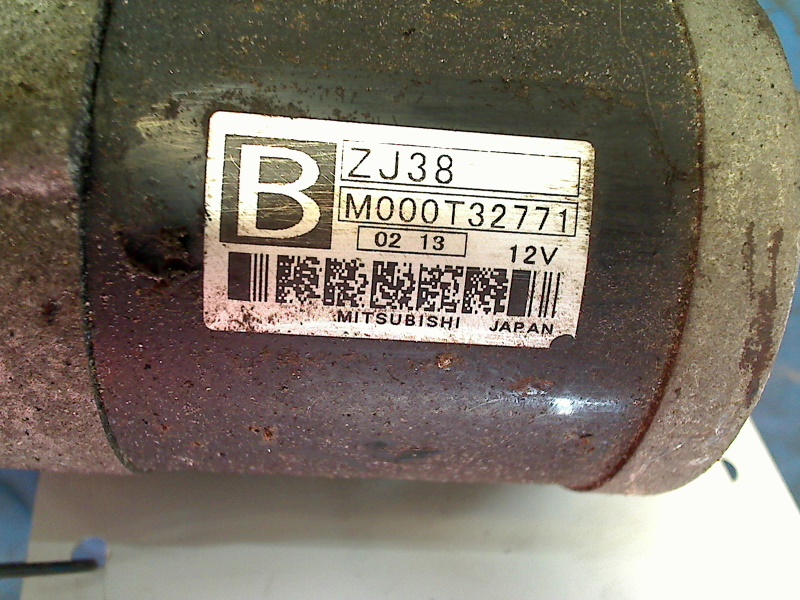 B
ZJ38
M000T32771
02 13
12V
MITSUBISHI JAPAN